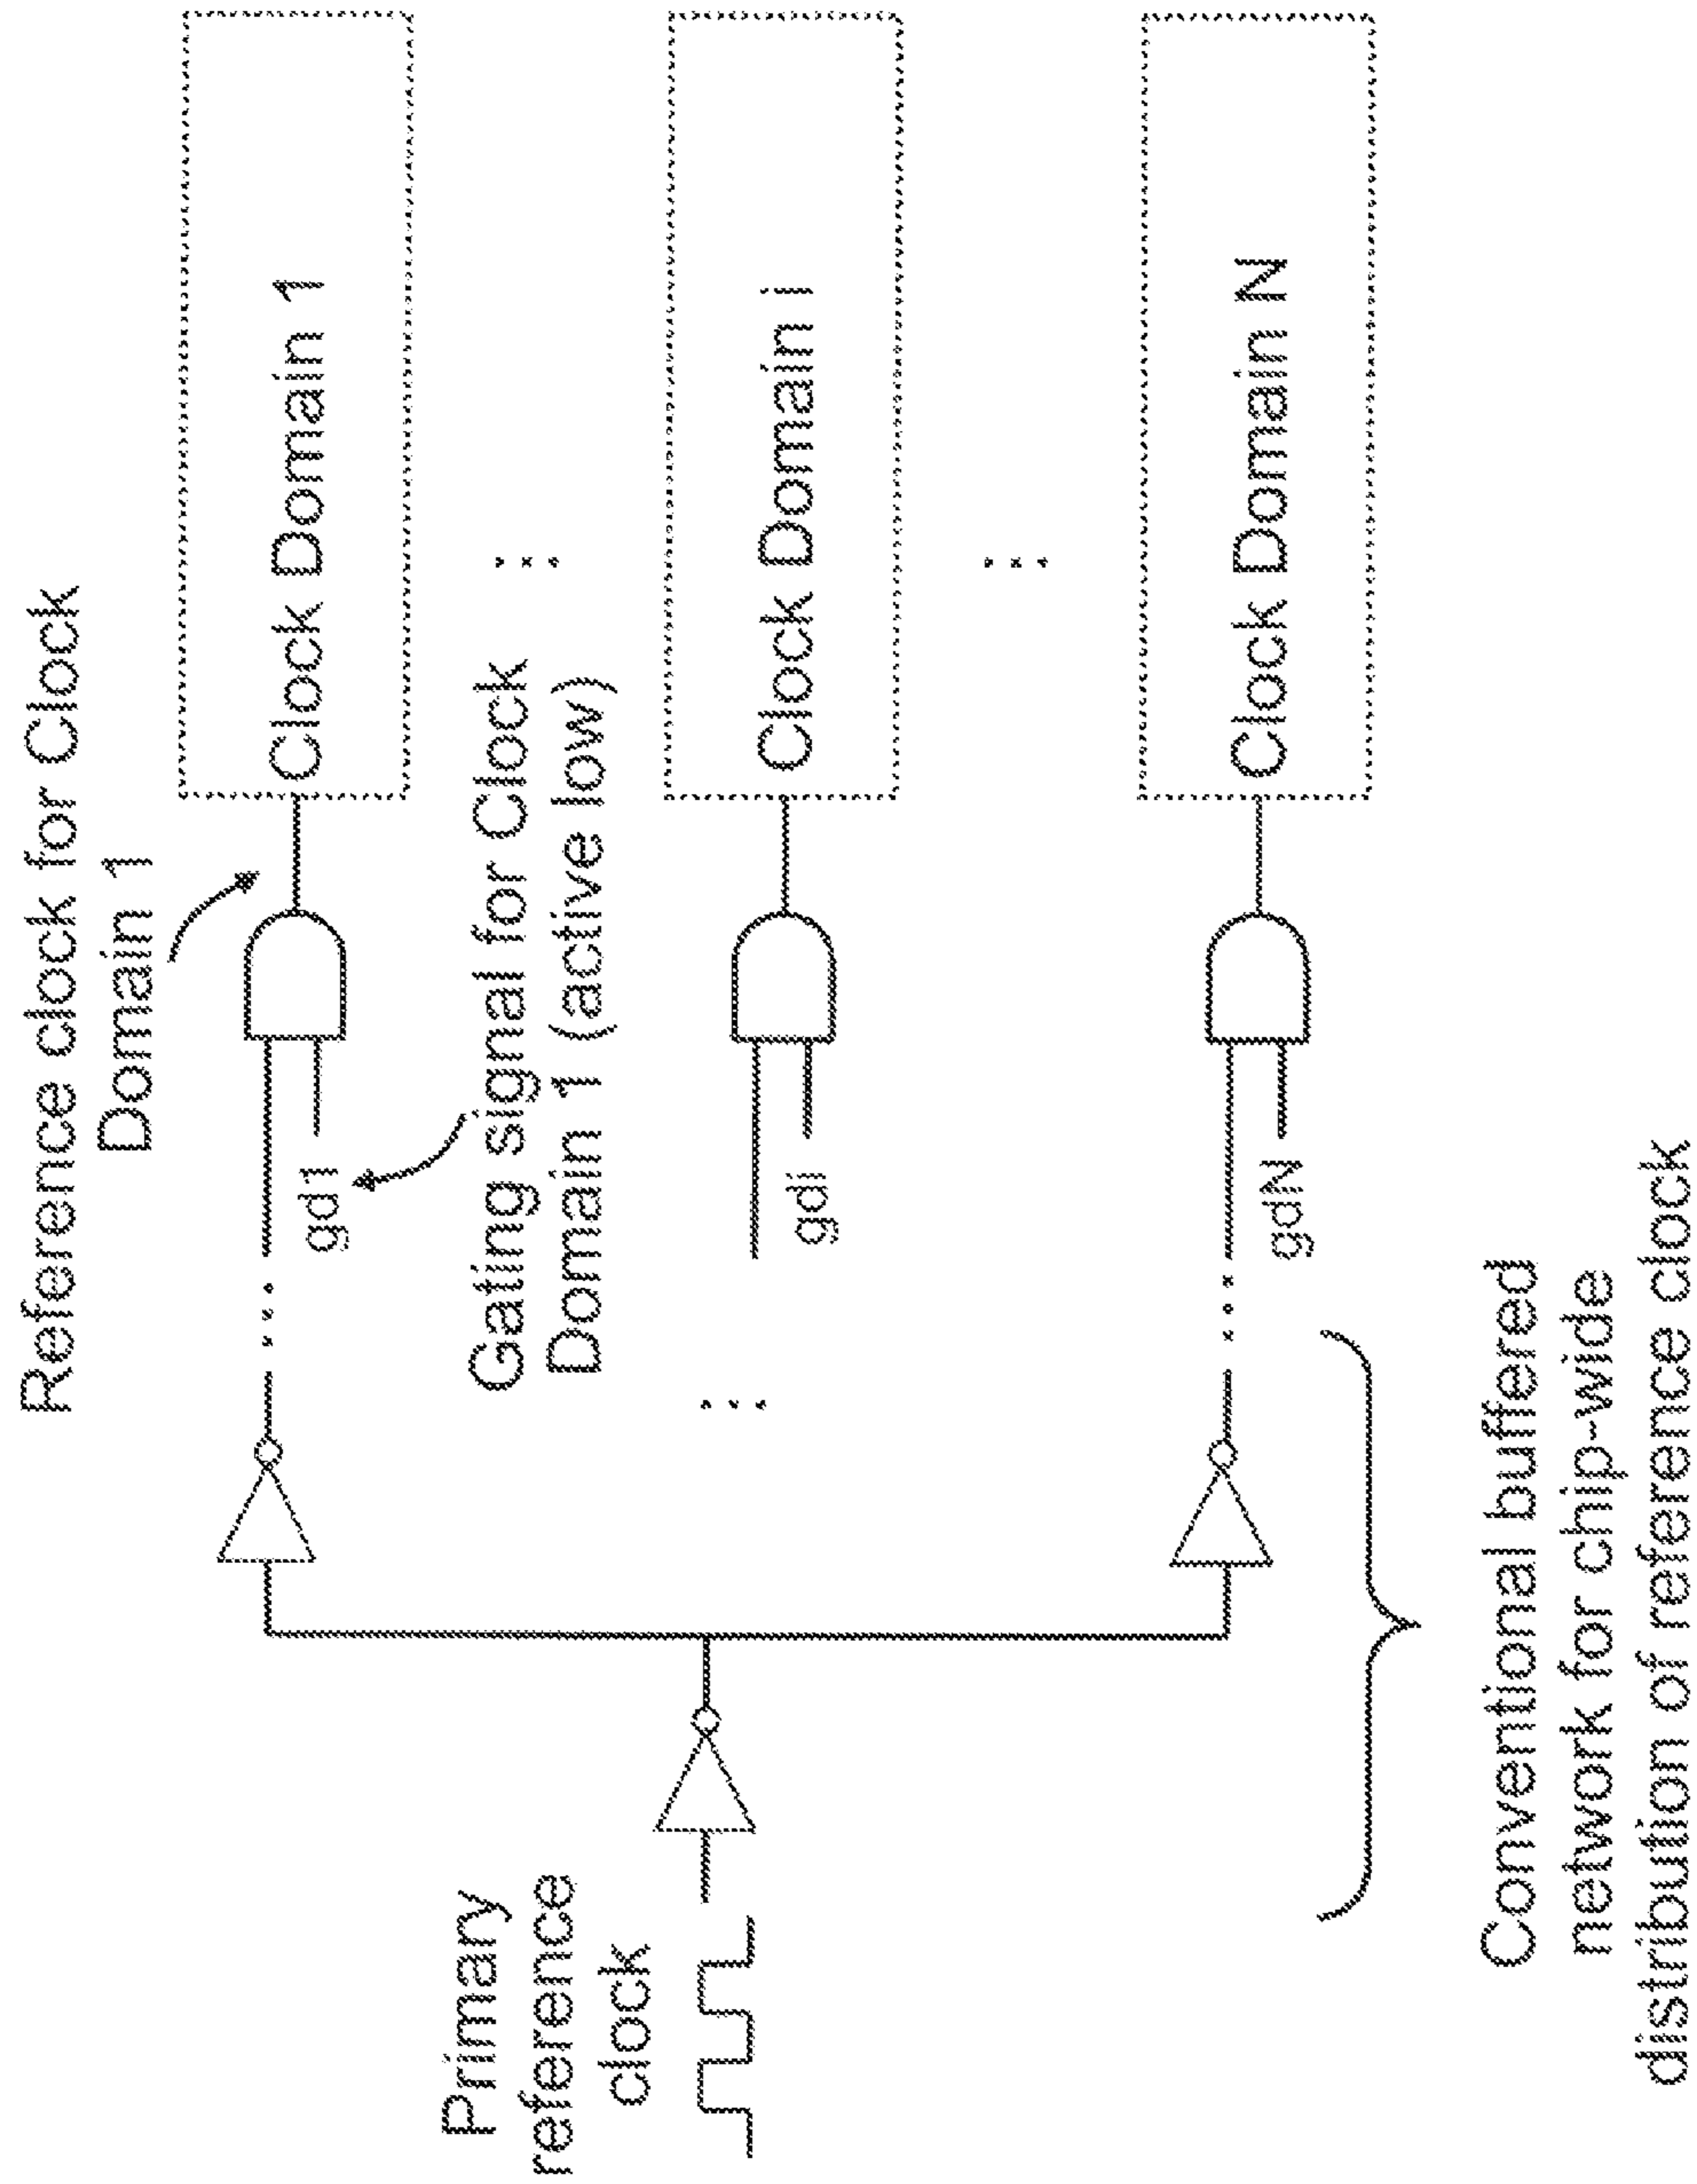 Reference clock for Clock
Domain 1
Clock Domain 1
gd1
Gating signal for Clock
Domain 1 (active low)
Primary
reference
clock
gdi
Clock Domain i
gdN
Clock Domain N
Conventional buffered
network for chip-wide
distribution of reference clock